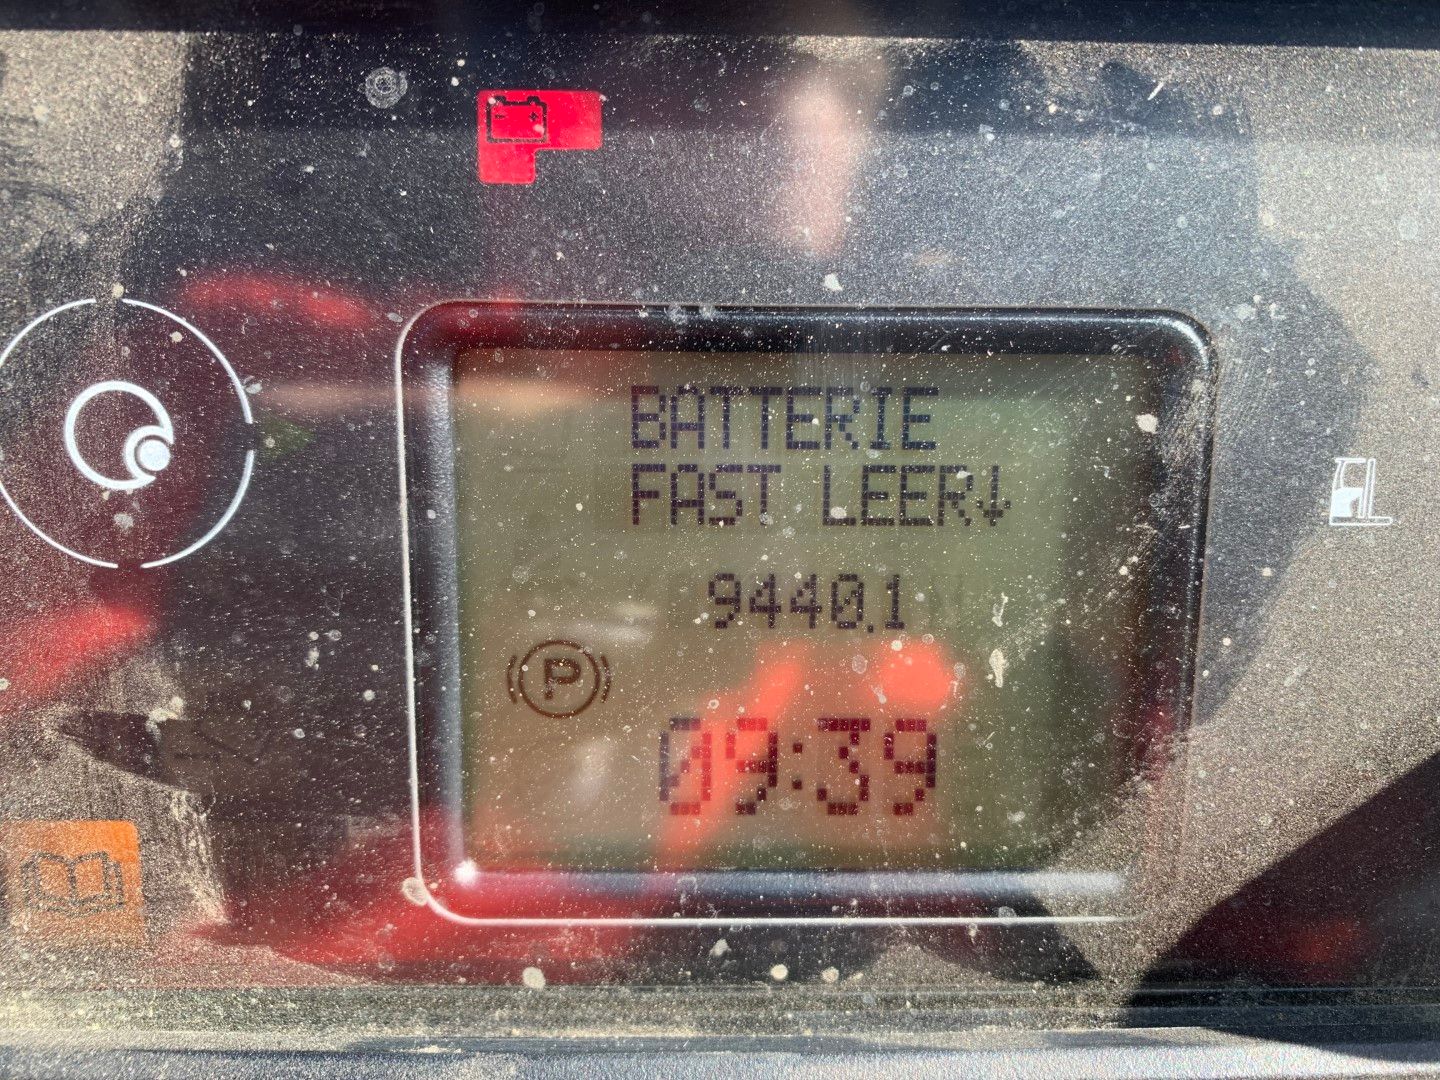 BATTERIE
FAST LEER↓
9440.1
P
09:39